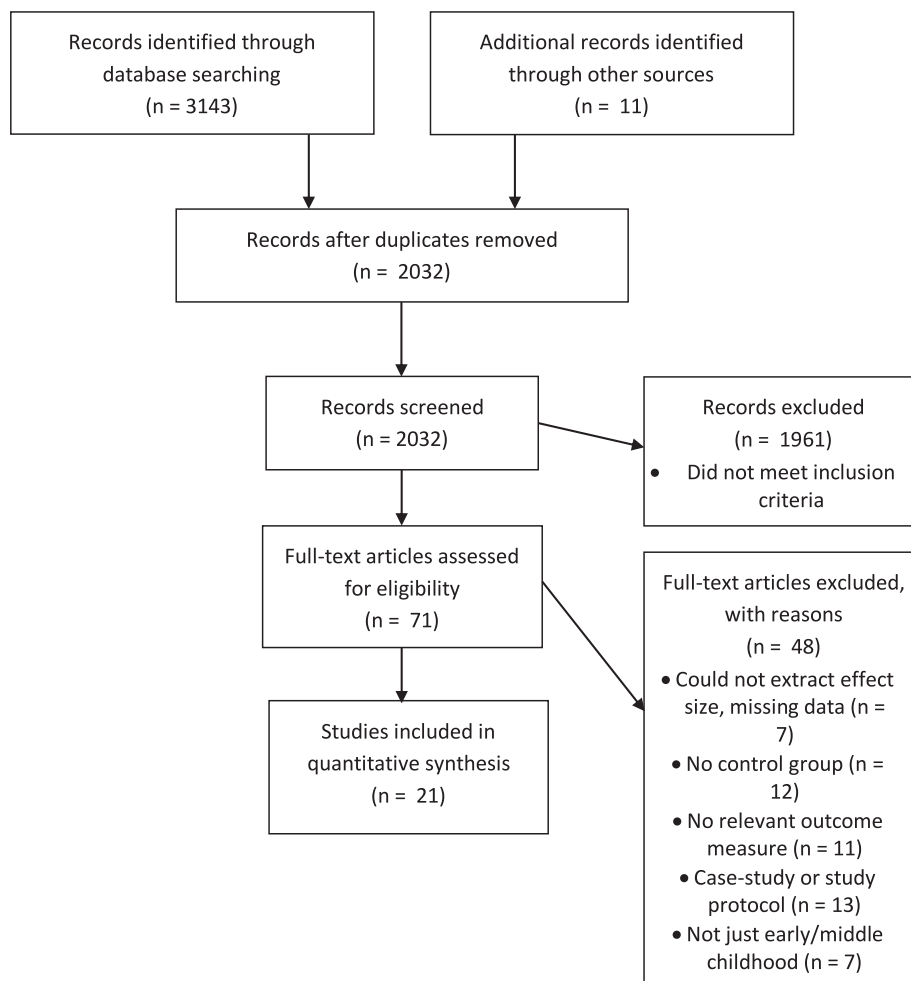 Records identified through
database searching
(n = 3143)
Additional records identified
through other sources
(n = 11)
Records after duplicates removed
(n = 2032)
Records screened
(n = 2032)
Records excluded
(n = 1961)
• Did not meet inclusion
criteria
Full-text articles assessed
for eligibility
(n = 71)
Full-text articles excluded,
with reasons
(n = 48)
• Could not extract effect
size, missing data (n =
7)
• No control group (n =
12)
• No relevant outcome
measure (n = 11)
• Case-study or study
protocol (n = 13)
• Not just early/middle
childhood (n = 7)
Studies included in
quantitative synthesis
(n = 21)